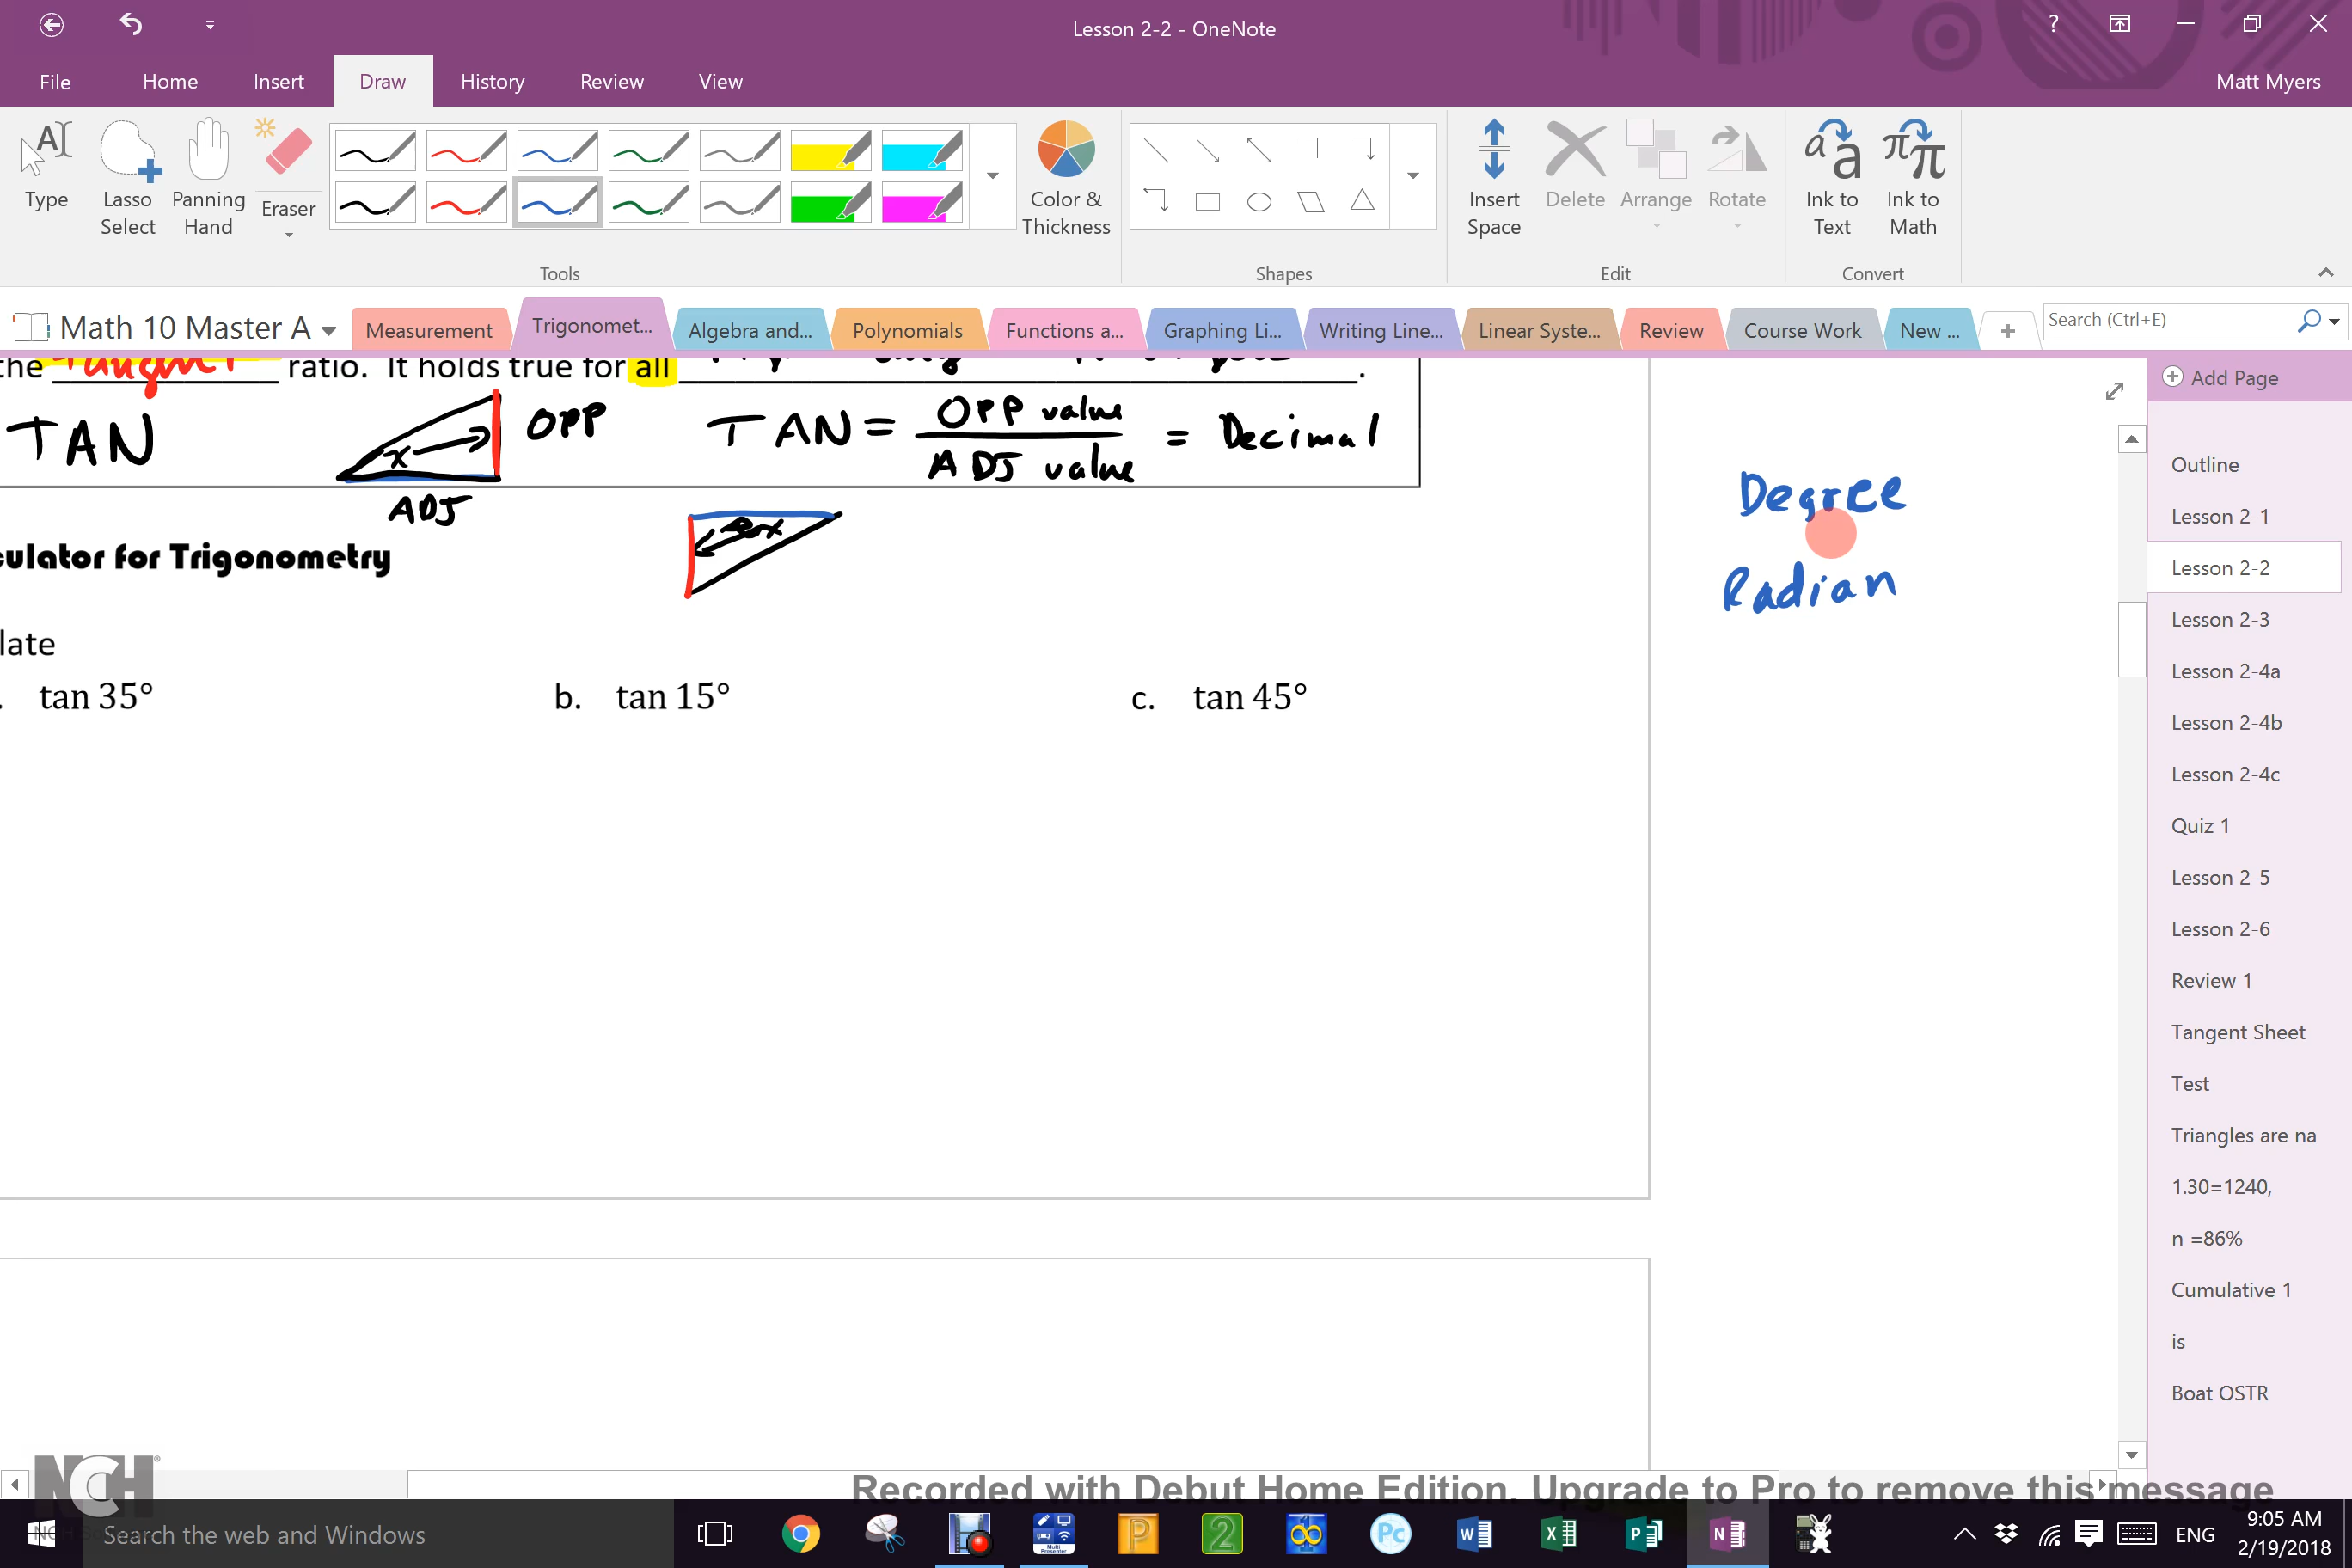 Lesson 2-2 - OneNote
?
File Home Insert Draw History Review View
Matt Myers
Type
Lasso Select
Panning Hand
Eraser
Color & Thickness
Insert Space
Delete Arrange Rotate
Ink to Text
Ink to Math
Tools Shapes Edit Convert
Math 10 Master A Measurement Trigonomet... Algebra and... Polynomials Functions a... Graphing Li... Writing Line... Linear Syste... Review Course Work New ... +
Search (Ctrl+E)
the Tangent ratio. It holds true for all .
TAN
x
OPP
ADJ
TAN = OPP value / ADJ value = Decimal
x
Degree
Radian
culator for Trigonometry
late
. tan 35°
b. tan 15°
c. tan 45°
Add Page
Outline
Lesson 2-1
Lesson 2-2
Lesson 2-3
Lesson 2-4a
Lesson 2-4b
Lesson 2-4c
Quiz 1
Lesson 2-5
Lesson 2-6
Review 1
Tangent Sheet
Test
Triangles are na
1.30=1240,
n =86%
Cumulative 1
is
Boat OSTR
NCH
Recorded with Debut Home Edition. Upgrade to Pro to remove this message
Search the web and Windows
ENG
9:05 AM
2/19/2018